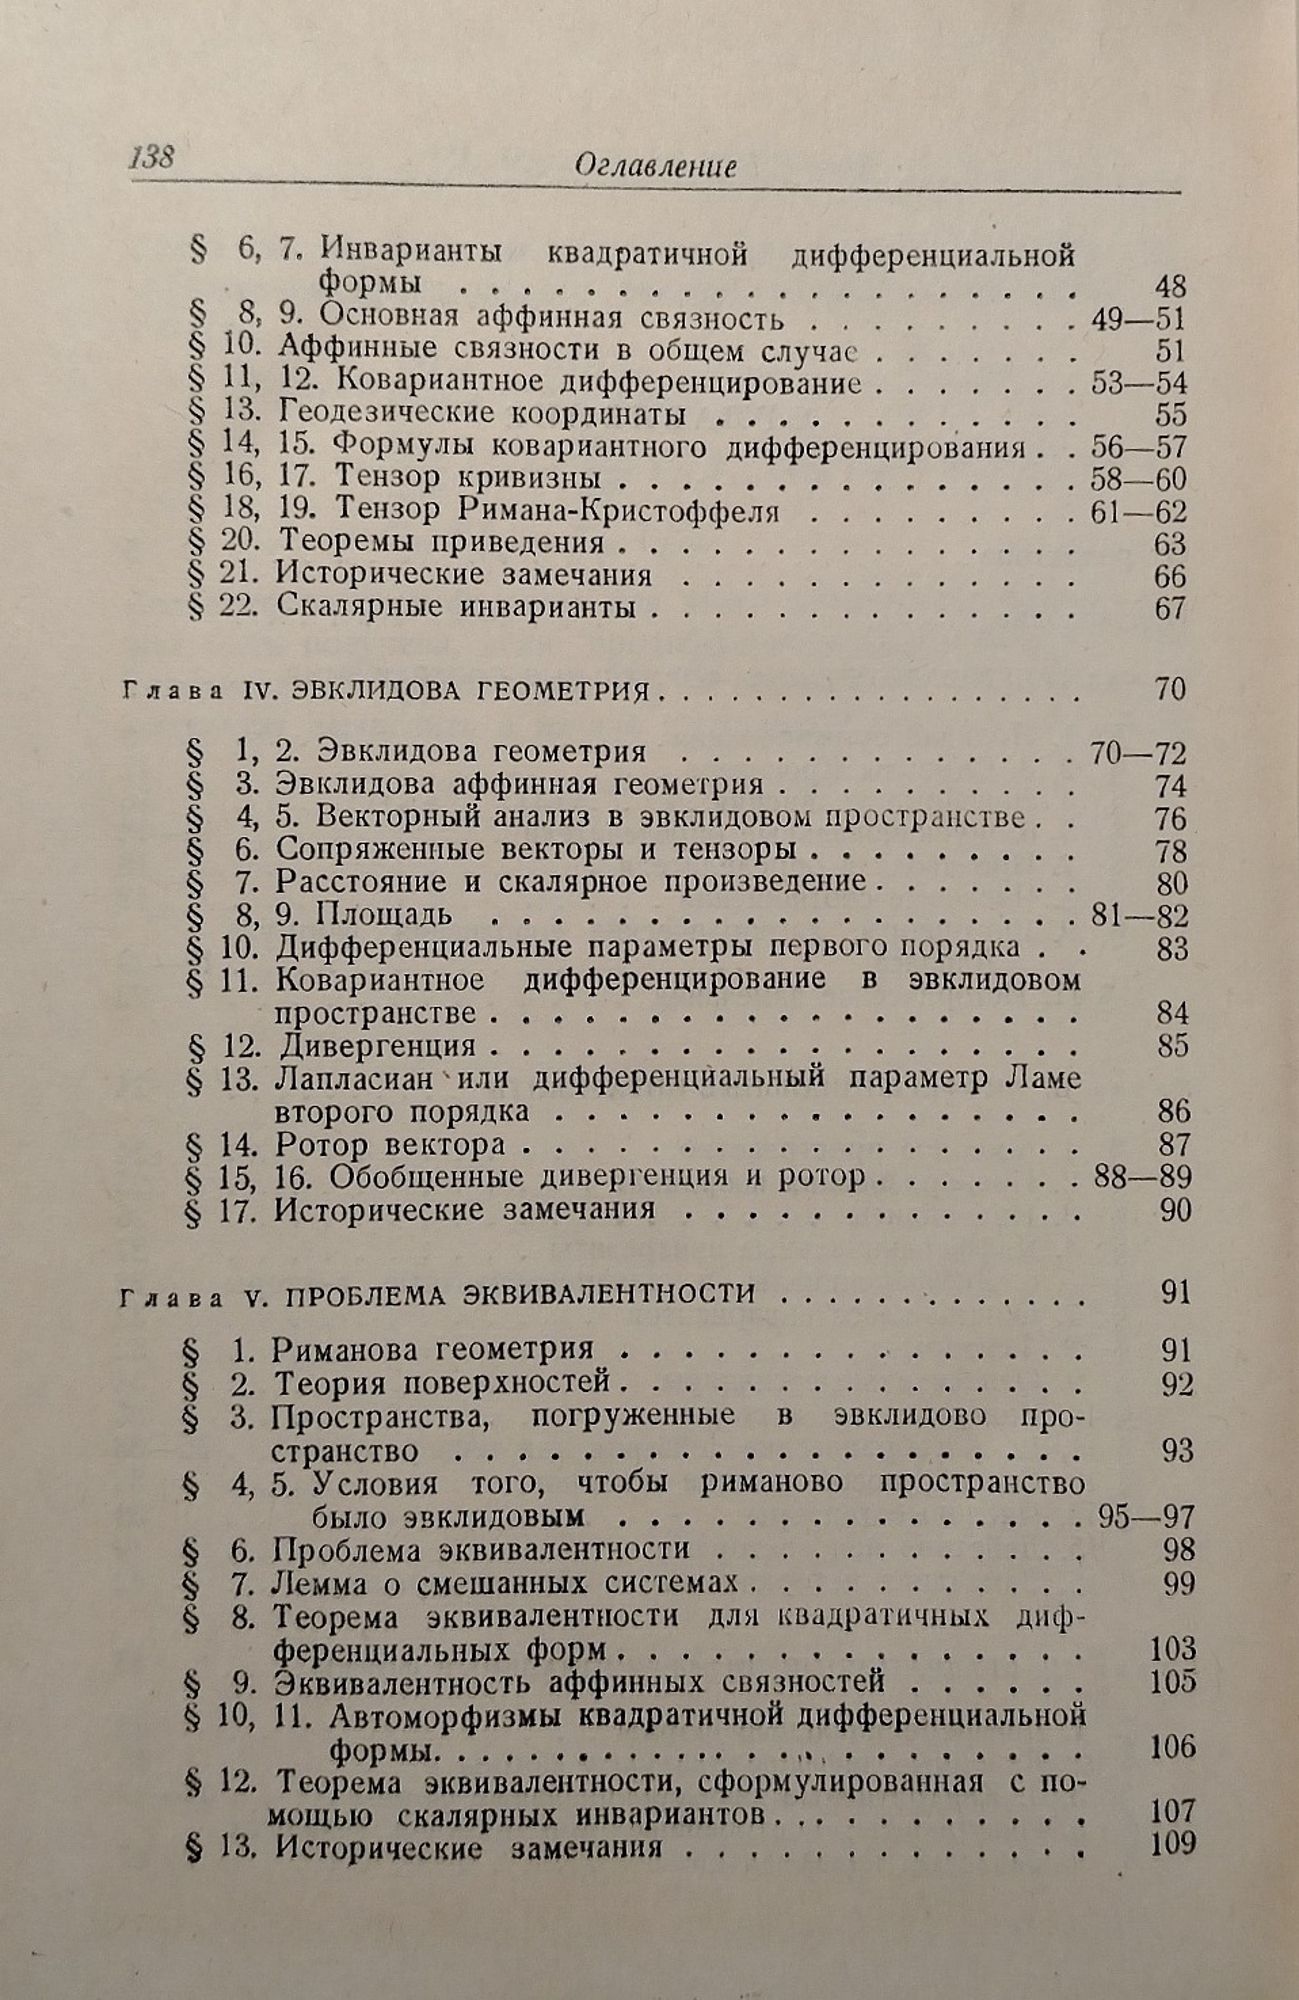 138
Оглавление
§ 6, 7. Инварианты квадратичной дифференциальной
формы . . . . . . . . . . . . . . . . . . . . 48
§ 8, 9. Основная аффинная связность . . . . . . . . . 49—51
§ 10. Аффинные связности в общем случае . . . . . . . 51
§ 11, 12. Ковариантное дифференцирование . . . . . . . 53—54
§ 13. Геодезические координаты . . . . . . . . . . . . 55
§ 14, 15. Формулы ковариантного дифференцирования . . 56—57
§ 16, 17. Тензор кривизны . . . . . . . . . . . . . . . 58—60
§ 18, 19. Тензор Римана-Кристоффеля . . . . . . . . . 61—62
§ 20. Теоремы приведения . . . . . . . . . . . . . . . 63
§ 21. Исторические замечания . . . . . . . . . . . . . 66
§ 22. Скалярные инварианты . . . . . . . . . . . . . . 67
Глава IV. ЭВКЛИДОВА ГЕОМЕТРИЯ . . . . . . . . . . . . . . . . . 70
§ 1, 2. Эвклидова геометрия . . . . . . . . . . . . . 70—72
§ 3. Эвклидова аффинная геометрия . . . . . . . . . . 74
§ 4, 5. Векторный анализ в эвклидовом пространстве . . 76
§ 6. Сопряженные векторы и тензоры . . . . . . . . . 78
§ 7. Расстояние и скалярное произведение . . . . . . . 80
§ 8, 9. Площадь . . . . . . . . . . . . . . . . . . . 81—82
§ 10. Дифференциальные параметры первого порядка . . 83
§ 11. Ковариантное дифференцирование в эвклидовом
пространстве . . . . . . . . . . . . . . . . . . . 84
§ 12. Дивергенция . . . . . . . . . . . . . . . . . . . 85
§ 13. Лапласиан или дифференциальный параметр Ламе
второго порядка . . . . . . . . . . . . . . . . . 86
§ 14. Ротор вектора . . . . . . . . . . . . . . . . . . 87
§ 15, 16. Обобщенные дивергенция и ротор . . . . . . . 88—89
§ 17. Исторические замечания . . . . . . . . . . . . . 90
Глава V. ПРОБЛЕМА ЭКВИВАЛЕНТНОСТИ . . . . . . . . . . . . . 91
§ 1. Риманова геометрия . . . . . . . . . . . . . . . 91
§ 2. Теория поверхностей . . . . . . . . . . . . . . . 92
§ 3. Пространства, погруженные в эвклидово про-
странство . . . . . . . . . . . . . . . . . . . . 93
§ 4, 5. Условия того, чтобы риманово пространство
было эвклидовым . . . . . . . . . . . . . . . 95—97
§ 6. Проблема эквивалентности . . . . . . . . . . . . 98
§ 7. Лемма о смешанных системах . . . . . . . . . . . 99
§ 8. Теорема эквивалентности для квадратичных диф-
ференциальных форм . . . . . . . . . . . . . . . 103
§ 9. Эквивалентность аффинных связностей . . . . . . 105
§ 10, 11. Автоморфизмы квадратичной дифференциальной
формы. . . . . . . . . . . . . . . . . . . . . 106
§ 12. Теорема эквивалентности, сформулированная с по-
мощью скалярных инвариантов . . . . . . . . . . 107
§ 13. Исторические замечания . . . . . . . . . . . . . 109